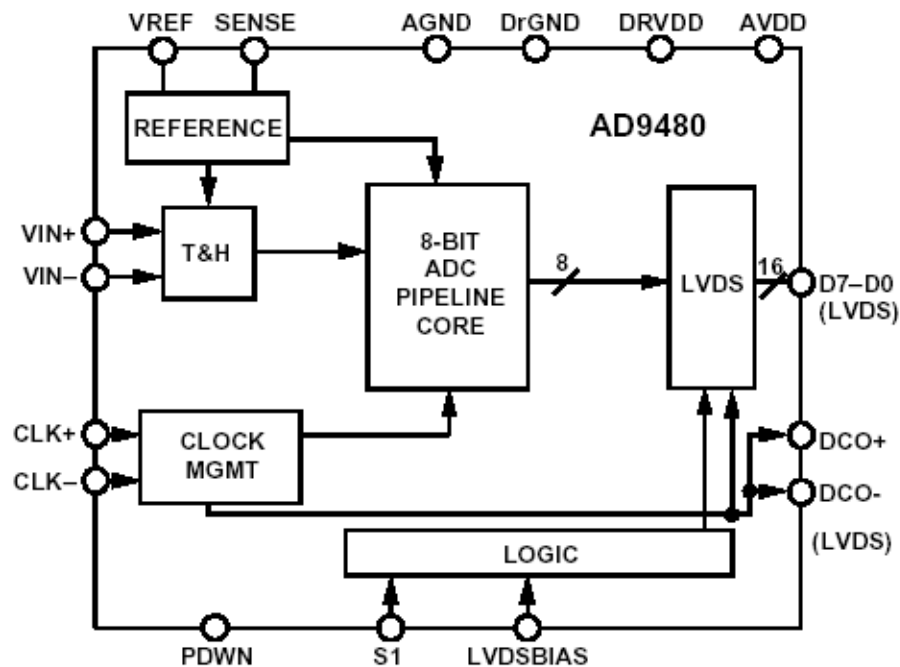 VREF SENSE AGND DrGND DRVDD AVDD
REFERENCE
AD9480
VIN+
VIN–
T&H
8-BIT
ADC
PIPELINE
CORE
8
LVDS
16
D7–D0
(LVDS)
CLK+
CLK–
CLOCK
MGMT
DCO+
DCO-
(LVDS)
LOGIC
PDWN S1 LVDSBIAS